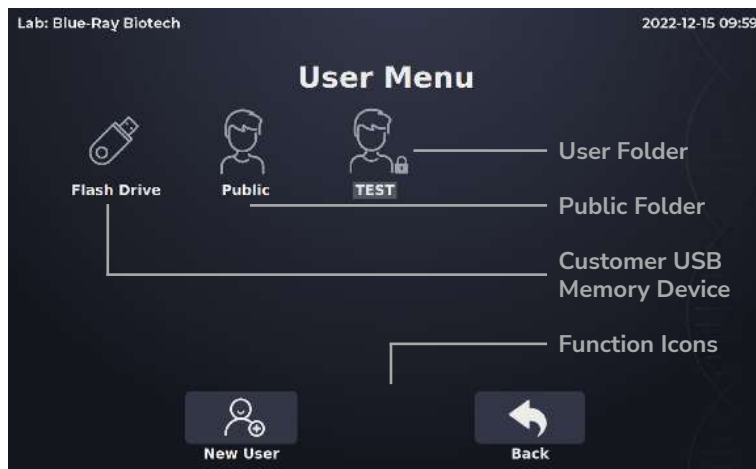 Lab: Blue-Ray Biotech
2022-12-15 09:59
User Menu
Flash Drive
Public
TEST
User Folder
Public Folder
Customer USB
Memory Device
Function Icons
New User
Back